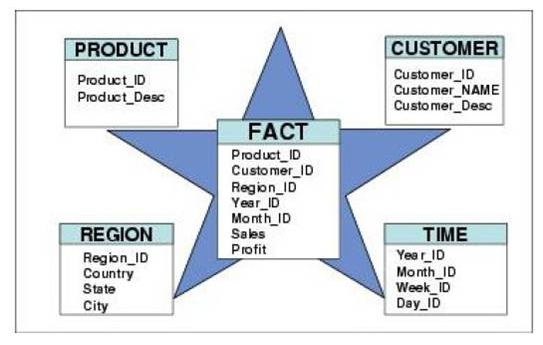 PRODUCT
Product_ID
Product_Desc
CUSTOMER
Customer_ID
Customer_NAME
Customer_Desc
FACT
Product_ID
Customer_ID
Region_ID
Year_ID
Month_ID
Sales
Profit
REGION
Region_ID
Country
State
City
TIME
Year_ID
Month_ID
Week_ID
Day_ID